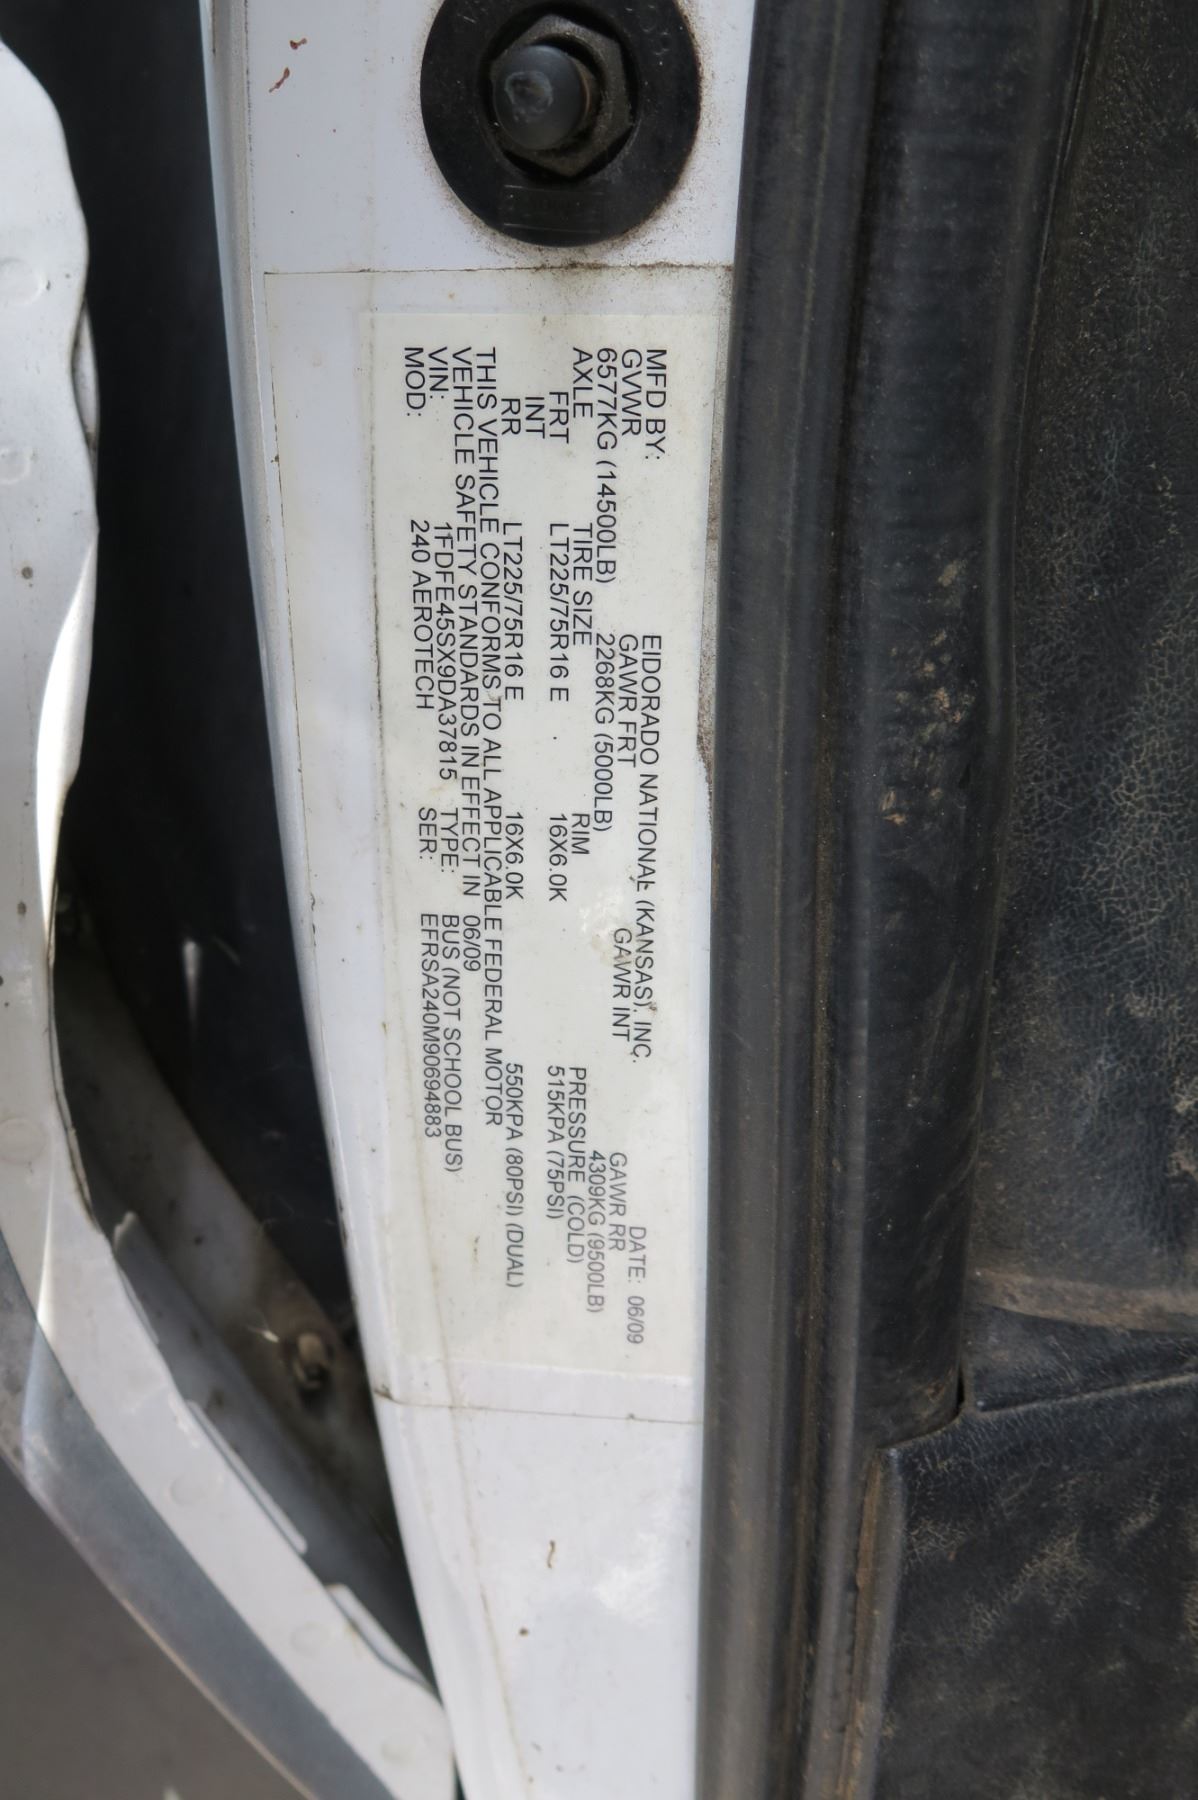 MFD BY: EIDORADO NATIONAL (KANSAS), INC. DATE: 06/09
GVWR GAWR FRT GAWR INT GAWR RR
6577KG (14500LB) 2268KG (5000LB) 4309KG (9500LB)
AXLE TIRE SIZE RIM PRESSURE (COLD)
FRT LT225/75R16 E 16X6.0K 515KPA (75PSI)
INT
RR LT225/75R16 E 16X6.0K 550KPA (80PSI) (DUAL)
THIS VEHICLE CONFORMS TO ALL APPLICABLE FEDERAL MOTOR
VEHICLE SAFETY STANDARDS IN EFFECT IN 06/09
VIN: 1FDFE45SX9DA37815 TYPE: BUS (NOT SCHOOL BUS)
MOD: 240 AEROTECH SER: EFRSA240M90694883